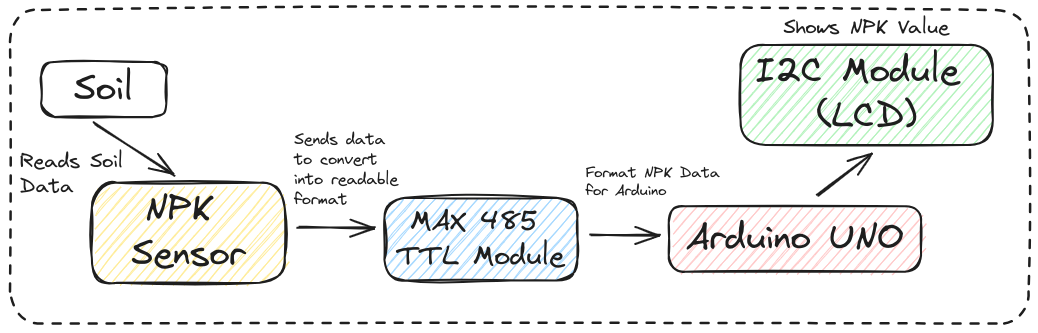 Soil
Reads Soil
Data
NPK
Sensor
Sends data
to convert
into readable
format
MAX 485
TTL Module
Format NPK Data
for Arduino
Arduino UNO
Shows NPK Value
I2C Module
(LCD)